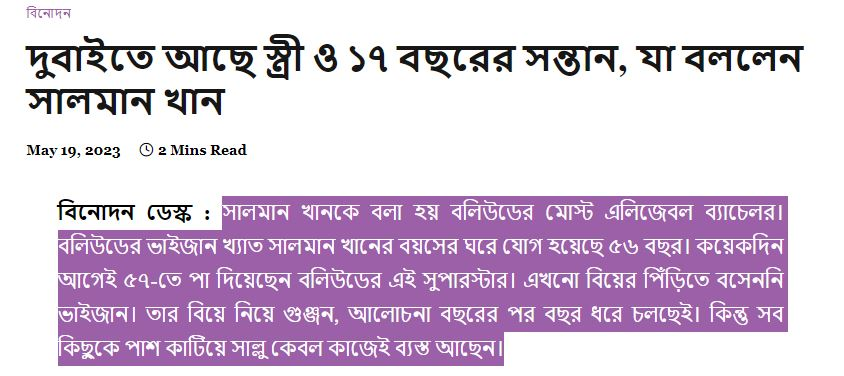 বিনোদন
দুবাইতে আছে স্ত্রী ও ১৭ বছরের সন্তান, যা বললেন
সালমান খান
May 19, 2023 2 Mins Read
বিনোদন ডেস্ক : সালমান খানকে বলা হয় বলিউডের মোস্ট এলিজেবল ব্যাচেলর।
বলিউডের ভাইজান খ্যাত সালমান খানের বয়সের ঘরে যোগ হয়েছে ৫৬ বছর। কয়েকদিন
আগেই ৫৭-তে পা দিয়েছেন বলিউডের এই সুপারস্টার। এখনো বিয়ের পিঁড়িতে বসেননি
ভাইজান। তার বিয়ে নিয়ে গুঞ্জন, আলোচনা বছরের পর বছর ধরে চলছেই। কিন্তু সব
কিছুকে পাশ কাটিয়ে সাল্লু কেবল কাজেই ব্যস্ত আছেন।